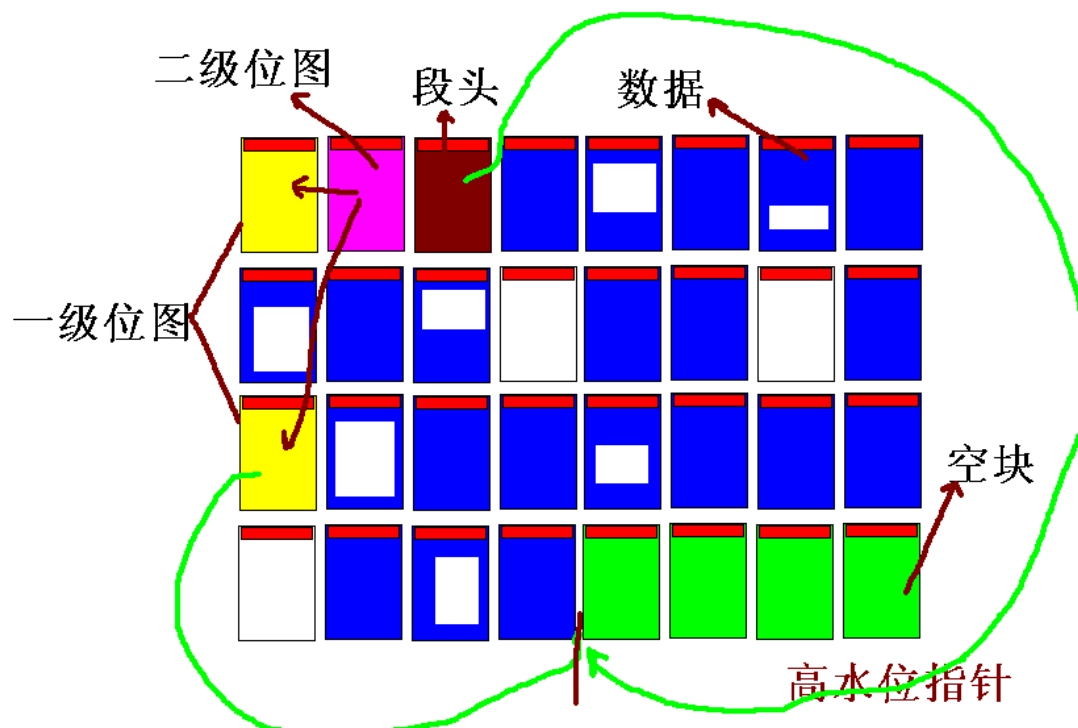 二级位图
段头
数据
一级位图
空块
高水位指针